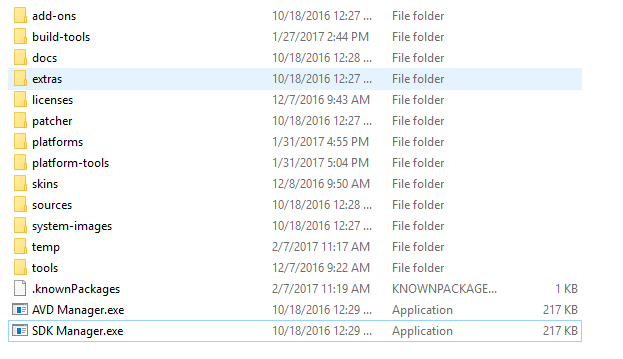 add-ons 10/18/2016 12:27 ... File folder
build-tools 1/27/2017 2:44 PM File folder
docs 10/18/2016 12:28 ... File folder
extras 10/18/2016 12:27 ... File folder
licenses 12/7/2016 9:43 AM File folder
patcher 10/18/2016 12:27 ... File folder
platforms 1/31/2017 4:55 PM File folder
platform-tools 1/31/2017 5:04 PM File folder
skins 12/8/2016 9:50 AM File folder
sources 10/18/2016 12:28 ... File folder
system-images 10/18/2016 12:27 ... File folder
temp 2/7/2017 11:17 AM File folder
tools 12/7/2016 9:22 AM File folder
.knownPackages 2/7/2017 11:19 AM KNOWNPACKAGE... 1 KB
AVD Manager.exe 10/18/2016 12:29 ... Application 217 KB
SDK Manager.exe 10/18/2016 12:29 ... Application 217 KB